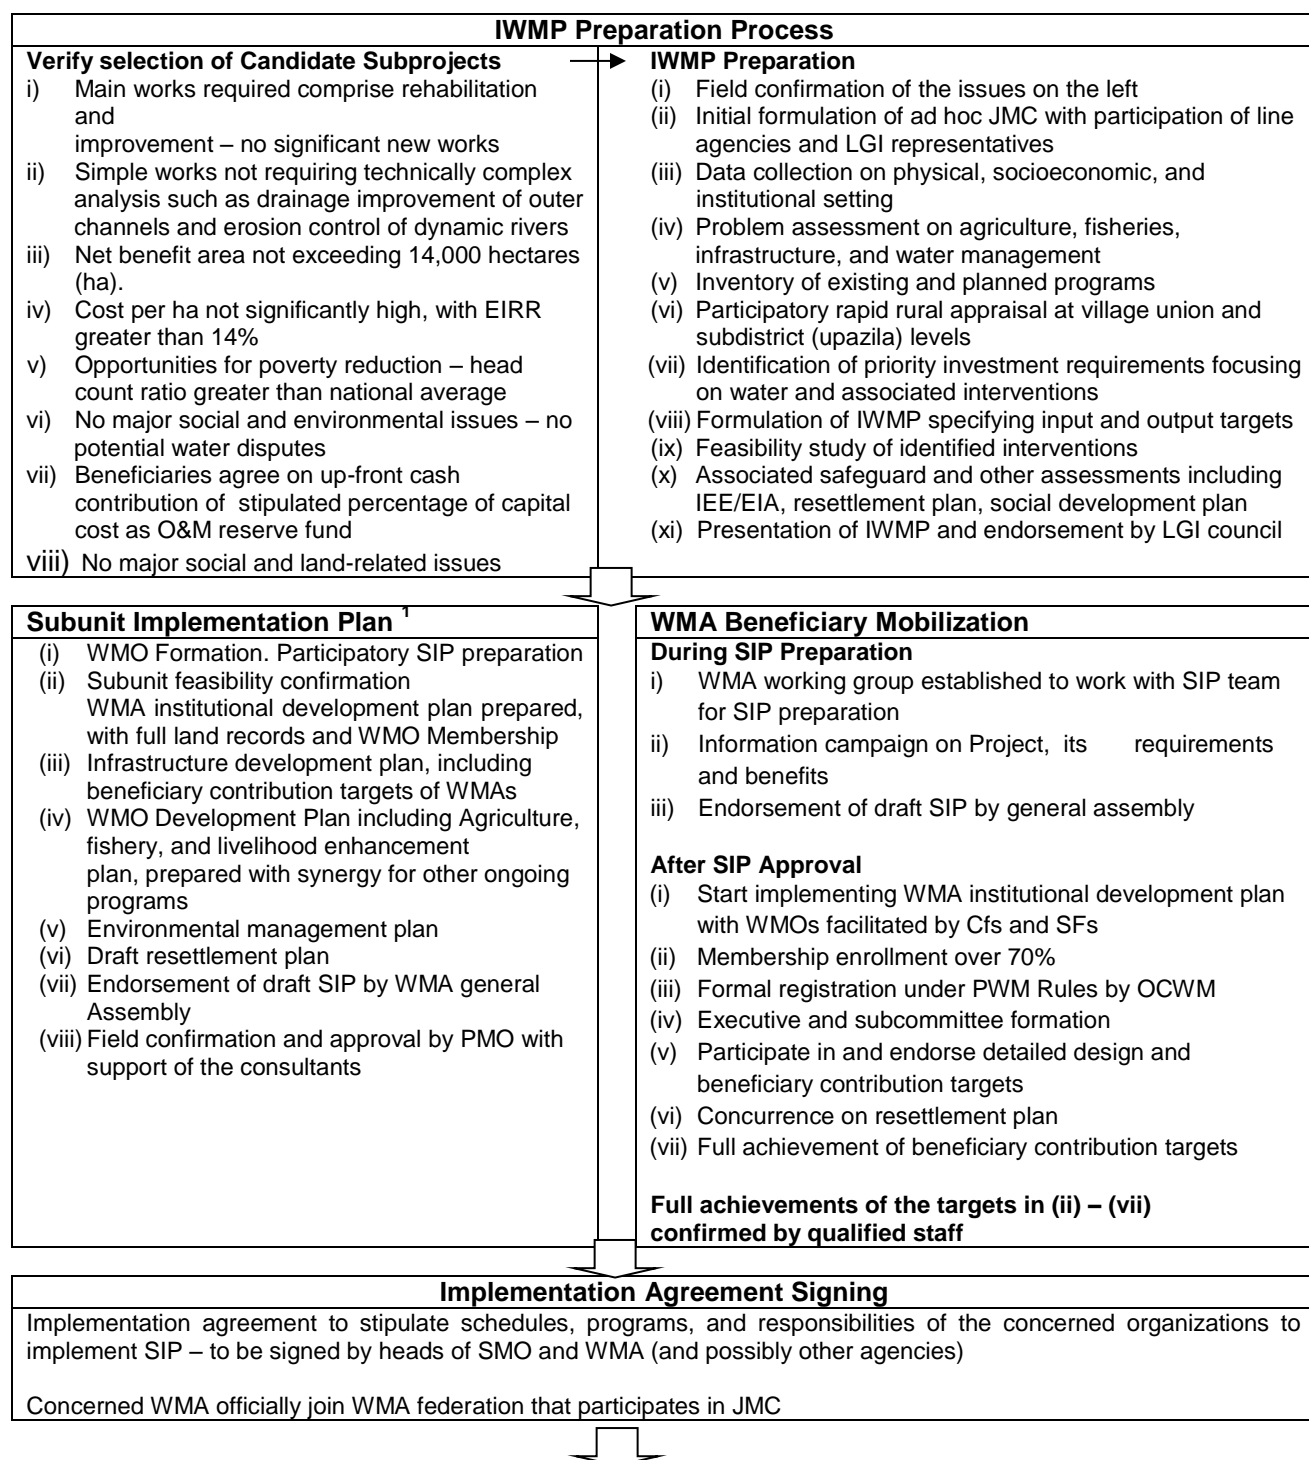 IWMP Preparation Process
Verify selection of Candidate Subprojects
i) Main works required comprise rehabilitation
and
improvement – no significant new works
ii) Simple works not requiring technically complex
analysis such as drainage improvement of outer
channels and erosion control of dynamic rivers
iii) Net benefit area not exceeding 14,000 hectares
(ha).
iv) Cost per ha not significantly high, with EIRR
greater than 14%
v) Opportunities for poverty reduction – head
count ratio greater than national average
vi) No major social and environmental issues – no
potential water disputes
vii) Beneficiaries agree on up-front cash
contribution of stipulated percentage of capital
cost as O&M reserve fund
viii) No major social and land-related issues
IWMP Preparation
(i) Field confirmation of the issues on the left
(ii) Initial formulation of ad hoc JMC with participation of line
agencies and LGI representatives
(iii) Data collection on physical, socioeconomic, and
institutional setting
(iv) Problem assessment on agriculture, fisheries,
infrastructure, and water management
(v) Inventory of existing and planned programs
(vi) Participatory rapid rural appraisal at village union and
subdistrict (upazila) levels
(vii) Identification of priority investment requirements focusing
on water and associated interventions
(viii) Formulation of IWMP specifying input and output targets
(ix) Feasibility study of identified interventions
(x) Associated safeguard and other assessments including
IEE/EIA, resettlement plan, social development plan
(xi) Presentation of IWMP and endorsement by LGI council
Subunit Implementation Plan 1
(i) WMO Formation. Participatory SIP preparation
(ii) Subunit feasibility confirmation
WMA institutional development plan prepared,
with full land records and WMO Membership
(iii) Infrastructure development plan, including
beneficiary contribution targets of WMAs
(iv) WMO Development Plan including Agriculture,
fishery, and livelihood enhancement
plan, prepared with synergy for other ongoing
programs
(v) Environmental management plan
(vi) Draft resettlement plan
(vii) Endorsement of draft SIP by WMA general
Assembly
(viii) Field confirmation and approval by PMO with
support of the consultants
WMA Beneficiary Mobilization
During SIP Preparation
i) WMA working group established to work with SIP team
for SIP preparation
ii) Information campaign on Project, its requirements
and benefits
iii) Endorsement of draft SIP by general assembly
After SIP Approval
(i) Start implementing WMA institutional development plan
with WMOs facilitated by Cfs and SFs
(ii) Membership enrollment over 70%
(iii) Formal registration under PWM Rules by OCWM
(iv) Executive and subcommittee formation
(v) Participate in and endorse detailed design and
beneficiary contribution targets
(vi) Concurrence on resettlement plan
(vii) Full achievement of beneficiary contribution targets
Full achievements of the targets in (ii) – (vii)
confirmed by qualified staff
Implementation Agreement Signing
Implementation agreement to stipulate schedules, programs, and responsibilities of the concerned organizations to
implement SIP – to be signed by heads of SMO and WMA (and possibly other agencies)
Concerned WMA officially join WMA federation that participates in JMC